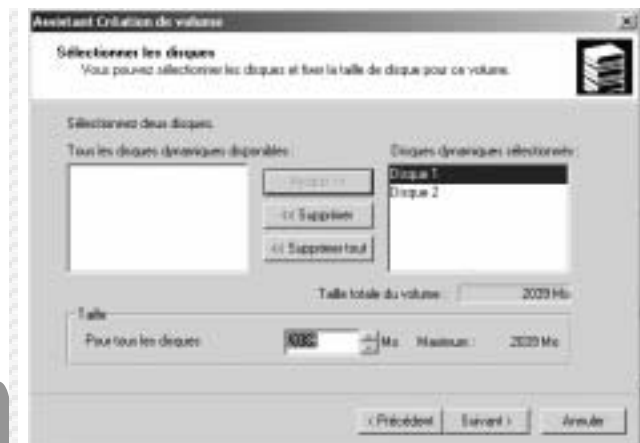 Assistant Création de volume
Sélectionner les disques
Vous pouvez sélectionner les disques et fixer la taille de disque pour ce volume.
Sélectionnez deux disques.
Tous les disques dynamiques disponibles :
Disques dynamiques sélectionnés :
Disque 1
Disque 2
<< Supprimer
<< Supprimer tout
Taille totale du volume : 2039 Mo
Taille
Pour tous les disques Mo Maximum : 2039 Mo
< Précédent Suivant > Annuler